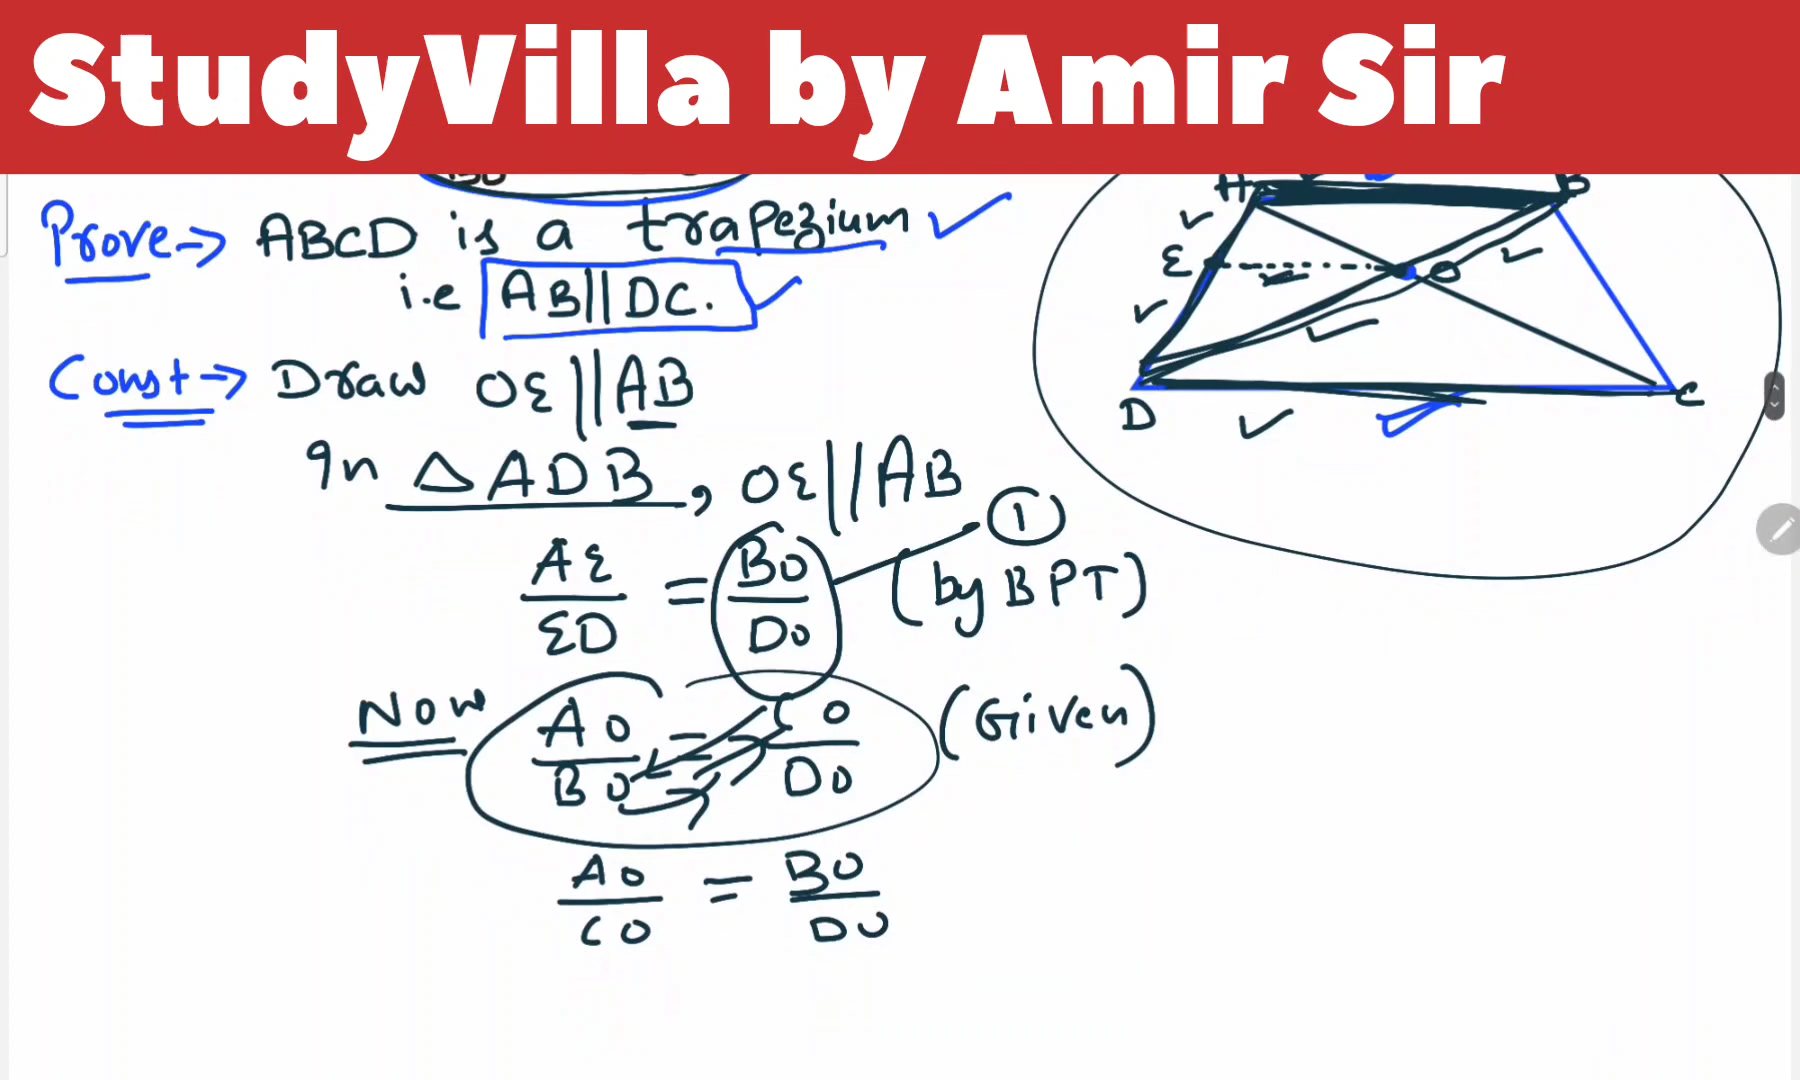 StudyVilla by Amir Sir
Prove → ABCD is a trapezium ✓
i.e AB||DC. ✓
Const → Draw OE||AB
In △ADB, OE||AB
AE/ED = BO/DO ①
(by BPT)
Now AO/BO = CO/DO (Given)
AO/CO = BO/DO
A B
E O
D C